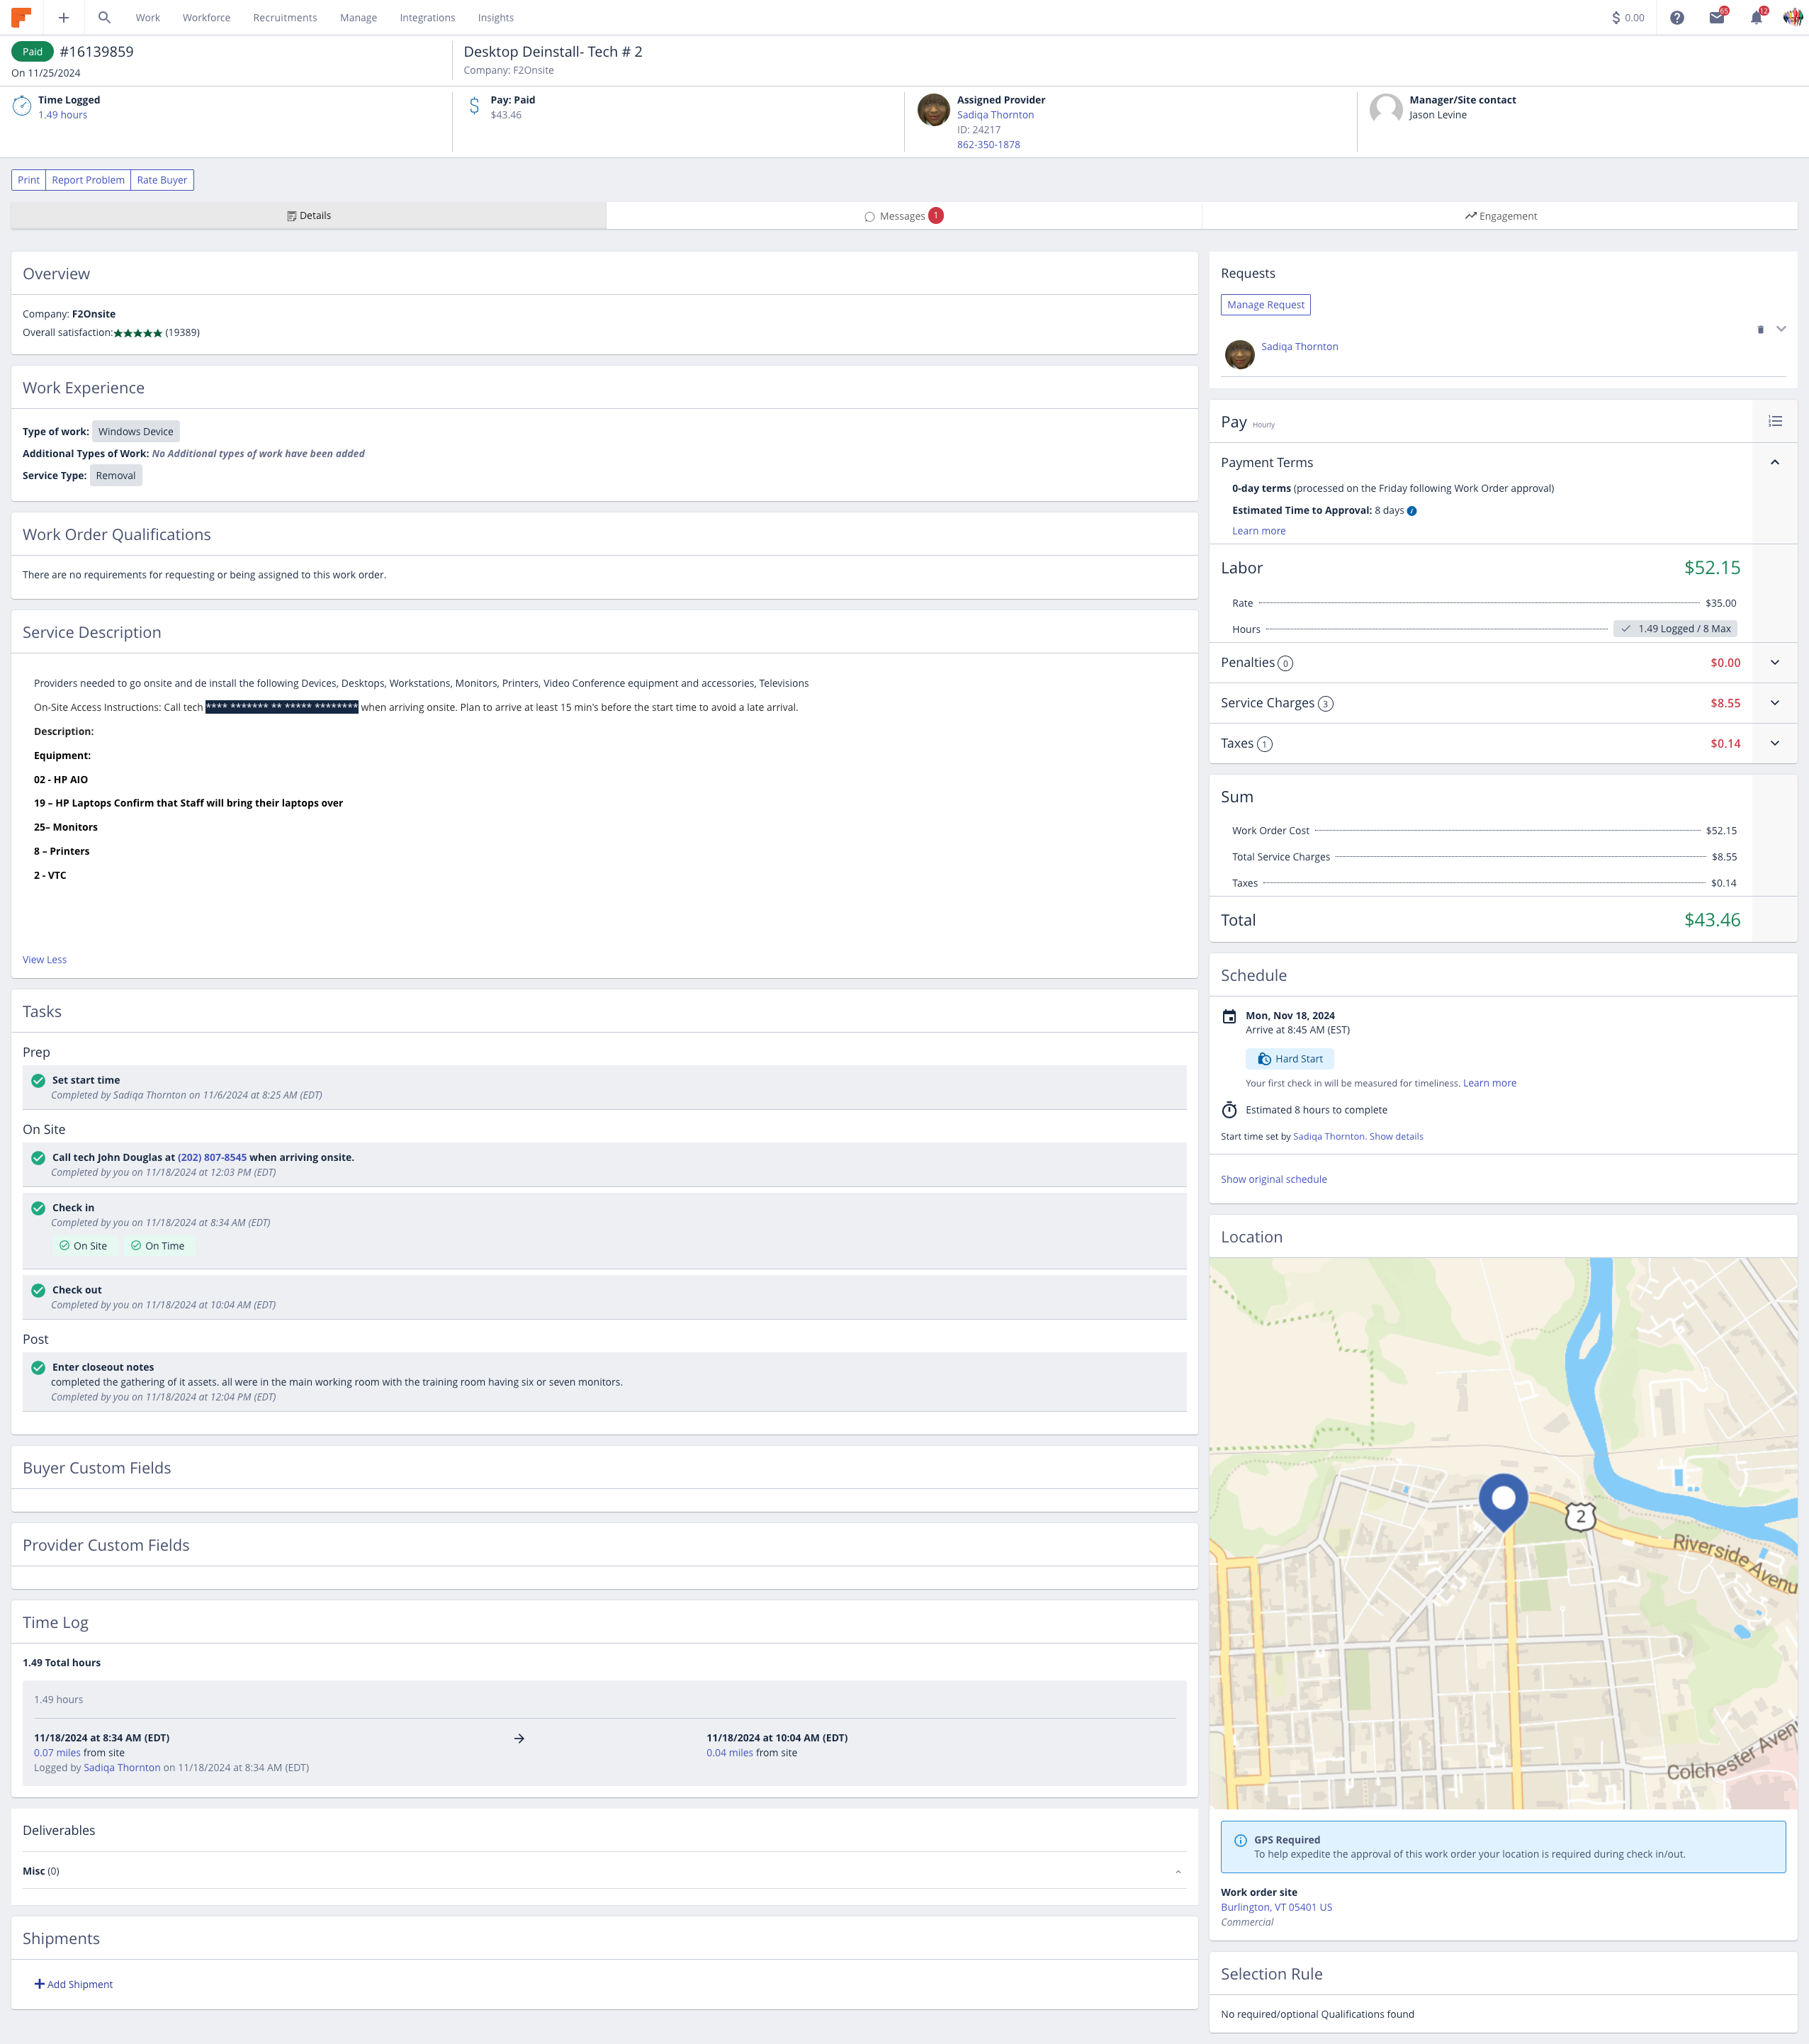 Work Workforce Recruitments Manage Integrations Insights $ 0.00 65 12
Paid #16139859
On 11/25/2024
Desktop Deinstall- Tech # 2
Company: F2Onsite
Time Logged
1.49 hours
Pay: Paid
$43.46
Assigned Provider
Sadiqa Thornton
ID: 24217
862-350-1878
Manager/Site contact
Jason Levine
Print Report Problem Rate Buyer
Details Messages 1 Engagement
Overview
Company: F2Onsite
Overall satisfaction:★★★★★ (19389)
Work Experience
Type of work: Windows Device
Additional Types of Work: No Additional types of work have been added
Service Type: Removal
Work Order Qualifications
There are no requirements for requesting or being assigned to this work order.
Service Description
Providers needed to go onsite and de install the following Devices, Desktops, Workstations, Monitors, Printers, Video Conference equipment and accessories, Televisions
On-Site Access Instructions: Call tech **** ******* ** ***** ******** when arriving onsite. Plan to arrive at least 15 min's before the start time to avoid a late arrival.
Description:
Equipment:
02 - HP AIO
19 – HP Laptops Confirm that Staff will bring their laptops over
25– Monitors
8 – Printers
2 - VTC
View Less
Tasks
Prep
Set start time
Completed by Sadiqa Thornton on 11/6/2024 at 8:25 AM (EDT)
On Site
Call tech John Douglas at (202) 807-8545 when arriving onsite.
Completed by you on 11/18/2024 at 12:03 PM (EDT)
Check in
Completed by you on 11/18/2024 at 8:34 AM (EDT)
On Site On Time
Check out
Completed by you on 11/18/2024 at 10:04 AM (EDT)
Post
Enter closeout notes
completed the gathering of it assets. all were in the main working room with the training room having six or seven monitors.
Completed by you on 11/18/2024 at 12:04 PM (EDT)
Buyer Custom Fields
Provider Custom Fields
Time Log
1.49 Total hours
1.49 hours
11/18/2024 at 8:34 AM (EDT) → 11/18/2024 at 10:04 AM (EDT)
0.07 miles from site 0.04 miles from site
Logged by Sadiqa Thornton on 11/18/2024 at 8:34 AM (EDT)
Deliverables
Misc (0)
Shipments
Add Shipment
Requests
Manage Request
Sadiqa Thornton
Pay Hourly
Payment Terms
0-day terms (processed on the Friday following Work Order approval)
Estimated Time to Approval: 8 days
Learn more
Labor $52.15
Rate $35.00
Hours 1.49 Logged / 8 Max
Penalties 0 $0.00
Service Charges 3 $8.55
Taxes 1 $0.14
Sum
Work Order Cost $52.15
Total Service Charges $8.55
Taxes $0.14
Total $43.46
Schedule
Mon, Nov 18, 2024
Arrive at 8:45 AM (EST)
Hard Start
Your first check in will be measured for timeliness. Learn more
Estimated 8 hours to complete
Start time set by Sadiqa Thornton. Show details
Show original schedule
Location
2
Riverside Avenu
Colchester Aven
GPS Required
To help expedite the approval of this work order your location is required during check in/out.
Work order site
Burlington, VT 05401 US
Commercial
Selection Rule
No required/optional Qualifications found